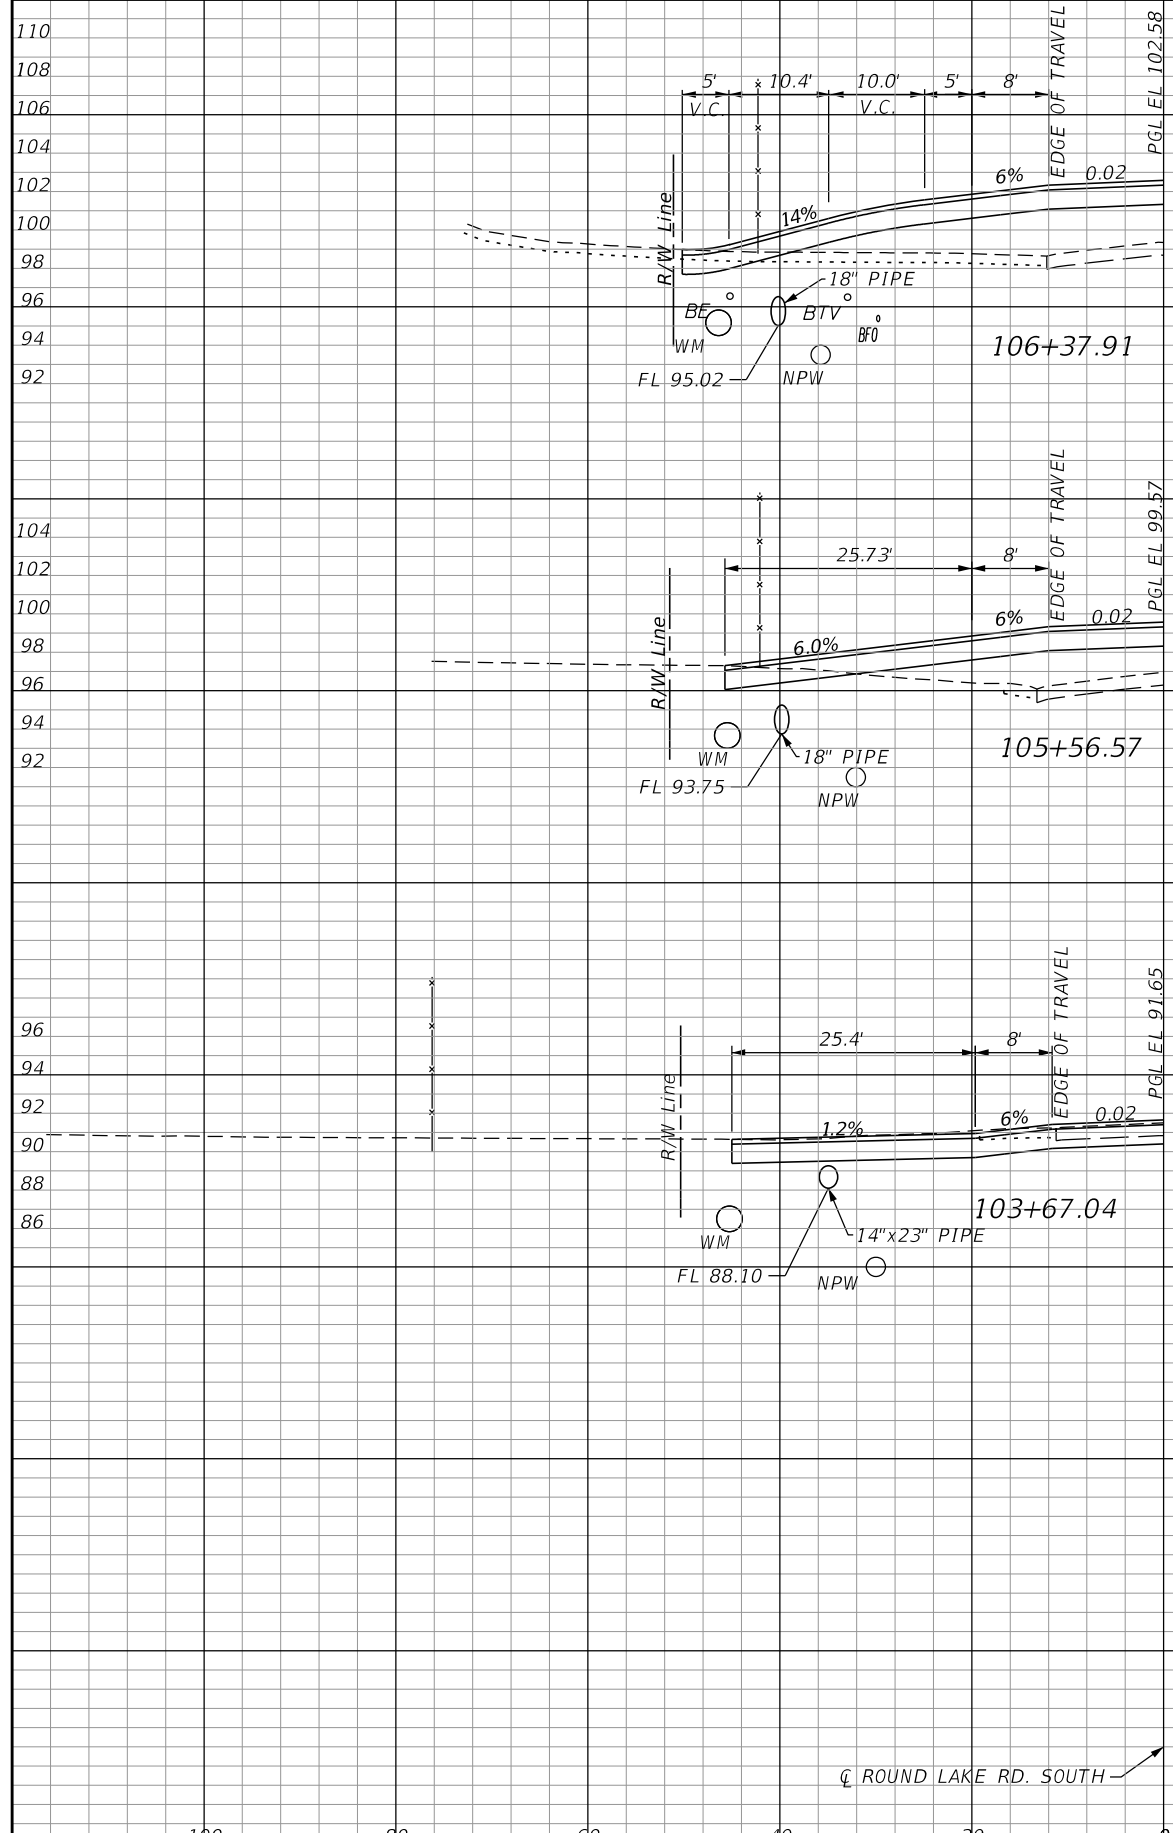 110
108
106
104
102
100
98
96
94
92
5'
10.4'
10.0'
5'
8'
V.C.
V.C.
EDGE OF TRAVEL
PGL EL 102.58
6%
0.02
14%
R/W Line
18" PIPE
BE
BTV
BFO
WM
NPW
FL 95.02
106+37.91
104
102
100
98
96
94
92
25.73'
8'
EDGE OF TRAVEL
PGL EL 99.57
6%
0.02
6.0%
R/W Line
WM
18" PIPE
FL 93.75
NPW
105+56.57
96
94
92
90
88
86
25.4'
8'
EDGE OF TRAVEL
PGL EL 91.65
6%
0.02
1.2%
R/W Line
WM
14"x23" PIPE
FL 88.10
NPW
103+67.04
℄ ROUND LAKE RD. SOUTH